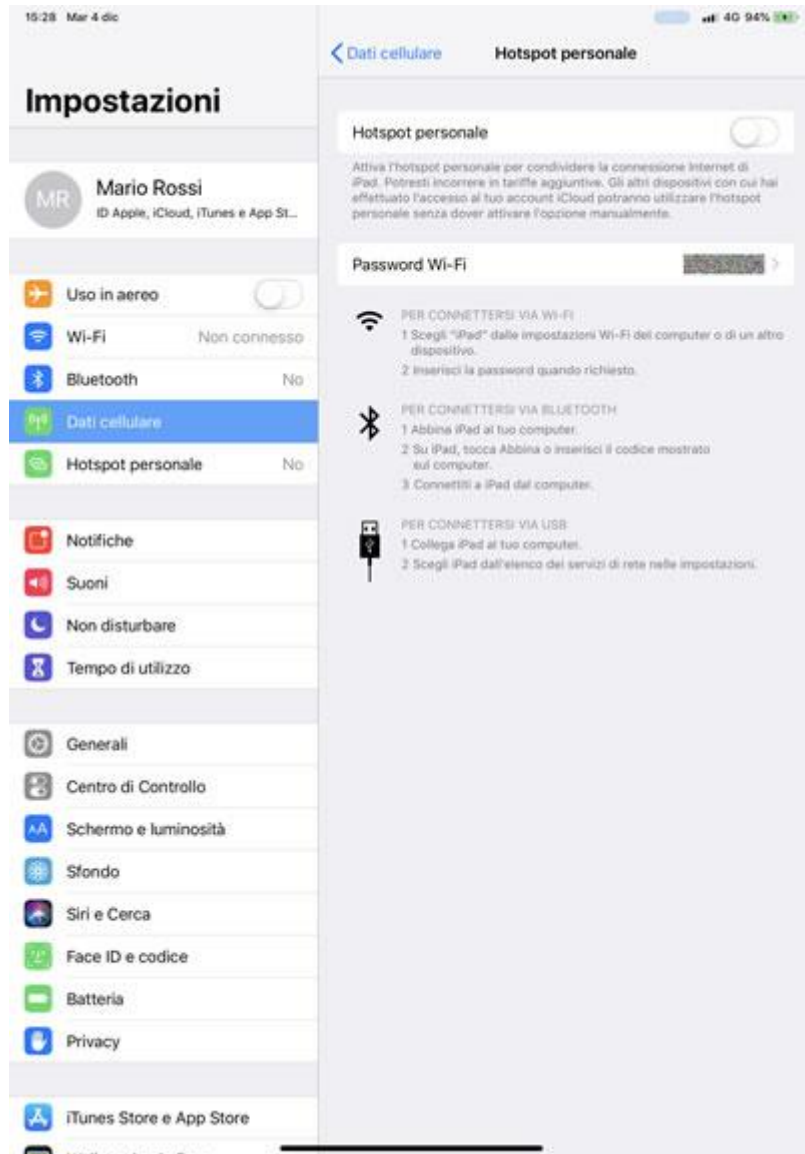 15:28 Mar 4 dic
4G 94%
Dati cellulare
Hotspot personale
Impostazioni
MR
Mario Rossi
ID Apple, iCloud, iTunes e App St...
Uso in aereo
Wi-Fi
Non connesso
Bluetooth
No
Dati cellulare
Hotspot personale
No
Notifiche
Suoni
Non disturbare
Tempo di utilizzo
Generali
Centro di Controllo
AA
Schermo e luminosità
Sfondo
Siri e Cerca
Face ID e codice
Batteria
Privacy
iTunes Store e App Store
Hotspot personale
Attiva l'hotspot personale per condividere la connessione Internet di
iPad. Potresti incorrere in tariffe aggiuntive. Gli altri dispositivi con cui hai
effettuato l'accesso al tuo account iCloud potranno utilizzare l'hotspot
personale senza dover attivare l'opzione manualmente.
Password Wi-Fi
PER CONNETTERSI VIA WI-FI
1 Scegli "iPad" dalle impostazioni Wi-Fi del computer o di un altro
dispositivo.
2 Inserisci la password quando richiesto.
PER CONNETTERSI VIA BLUETOOTH
1 Abbina iPad al tuo computer.
2 Su iPad, tocca Abbina o inserisci il codice mostrato
sul computer.
3 Connettiti a iPad dal computer.
PER CONNETTERSI VIA USB
1 Collega iPad al tuo computer.
2 Scegli iPad dall'elenco dei servizi di rete nelle impostazioni.